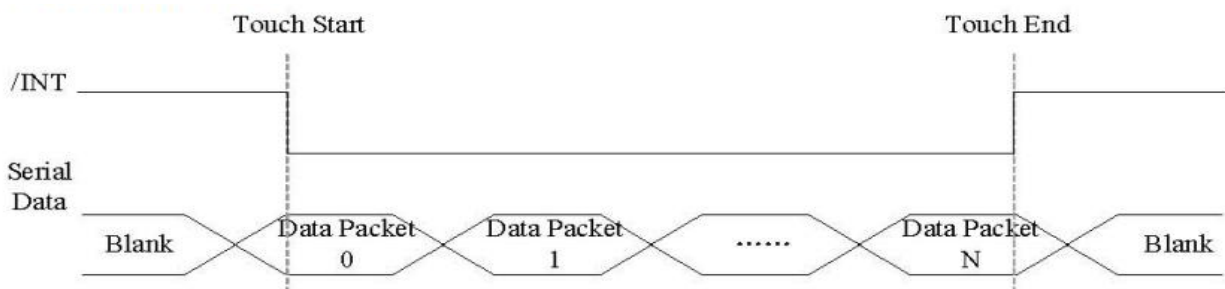 Touch Start
Touch End
/INT
Serial
Data
Blank
Data Packet
0
Data Packet
1
......
Data Packet
N
Blank